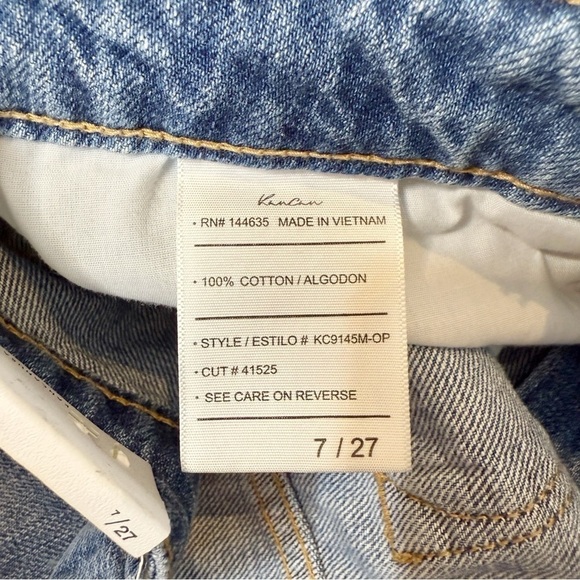 KanCan
• RN# 144635 MADE IN VIETNAM
• 100% COTTON / ALGODON
• STYLE / ESTILO # KC9145M-OP
• CUT # 41525
• SEE CARE ON REVERSE
7 / 27
7/27